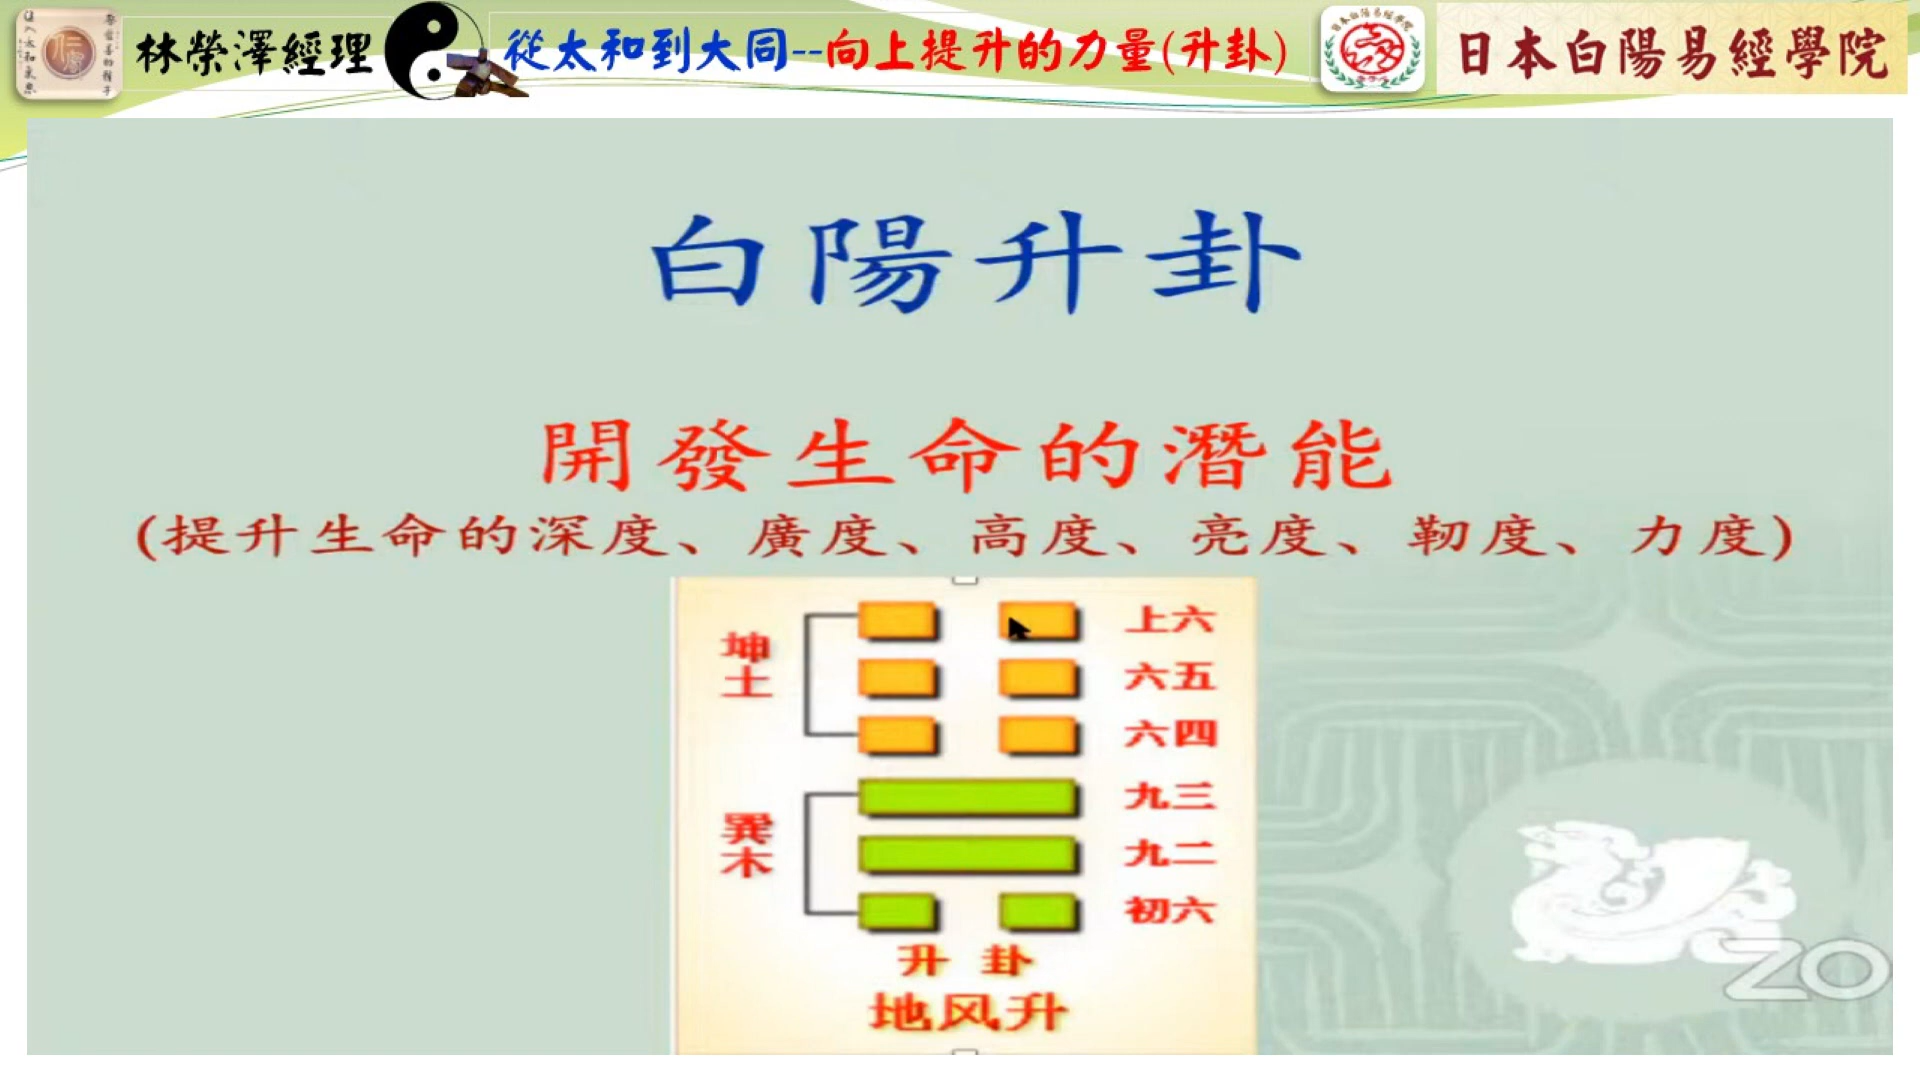 林榮澤經理
從太和到大同--向上提升的力量(升卦)
日本白陽易經學院
白陽升卦
開發生命的潛能
(提升生命的深度、廣度、高度、亮度、韌度、力度)
坤土
上六
六五
六四
巽木
九三
九二
初六
升 卦
地风升